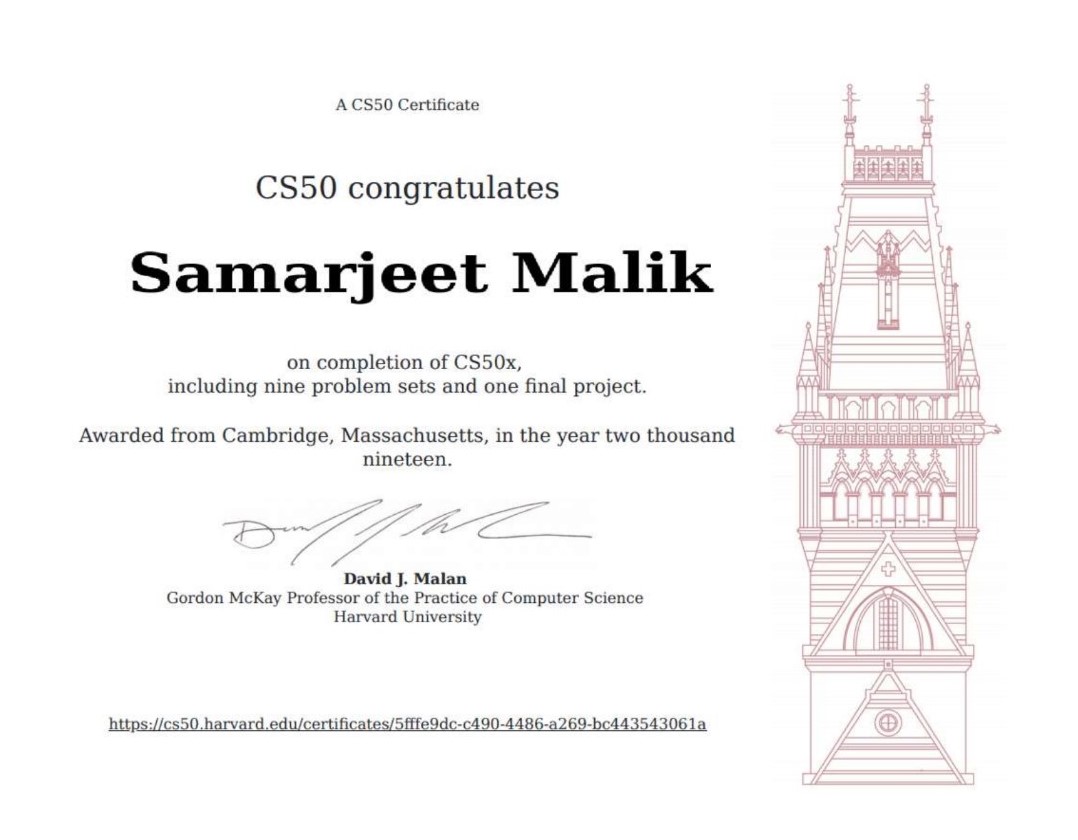 A CS50 Certificate
CS50 congratulates
Samarjeet Malik
on completion of CS50x,
including nine problem sets and one final project.
Awarded from Cambridge, Massachusetts, in the year two thousand
nineteen.
David J. Malan
Gordon McKay Professor of the Practice of Computer Science
Harvard University
https://cs50.harvard.edu/certificates/5fffe9dc-c490-4486-a269-bc443543061a